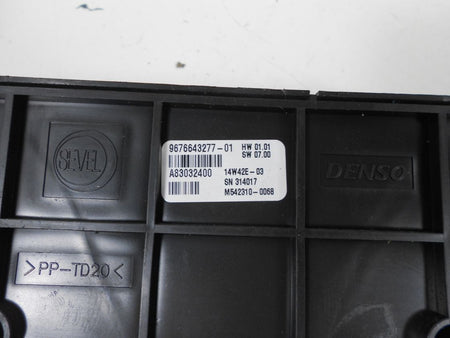 SEVEL
9676643277-01 HW 01.01
SW 07.00
A83032400 14W42E-03
SN 314017
M542310-0068
DENSO
>PP-TD20<